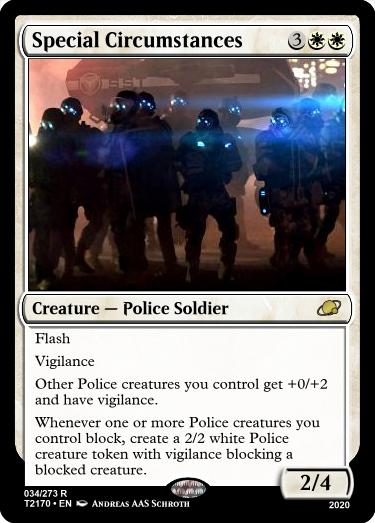 Special Circumstances 3
Creature — Police Soldier
Flash
Vigilance
Other Police creatures you control get +0/+2
and have vigilance.
Whenever one or more Police creatures you
control block, create a 2/2 white Police
creature token with vigilance blocking a
blocked creature.
2/4
034/273 R
T2170 • EN Andreas AAS Schroth
2020